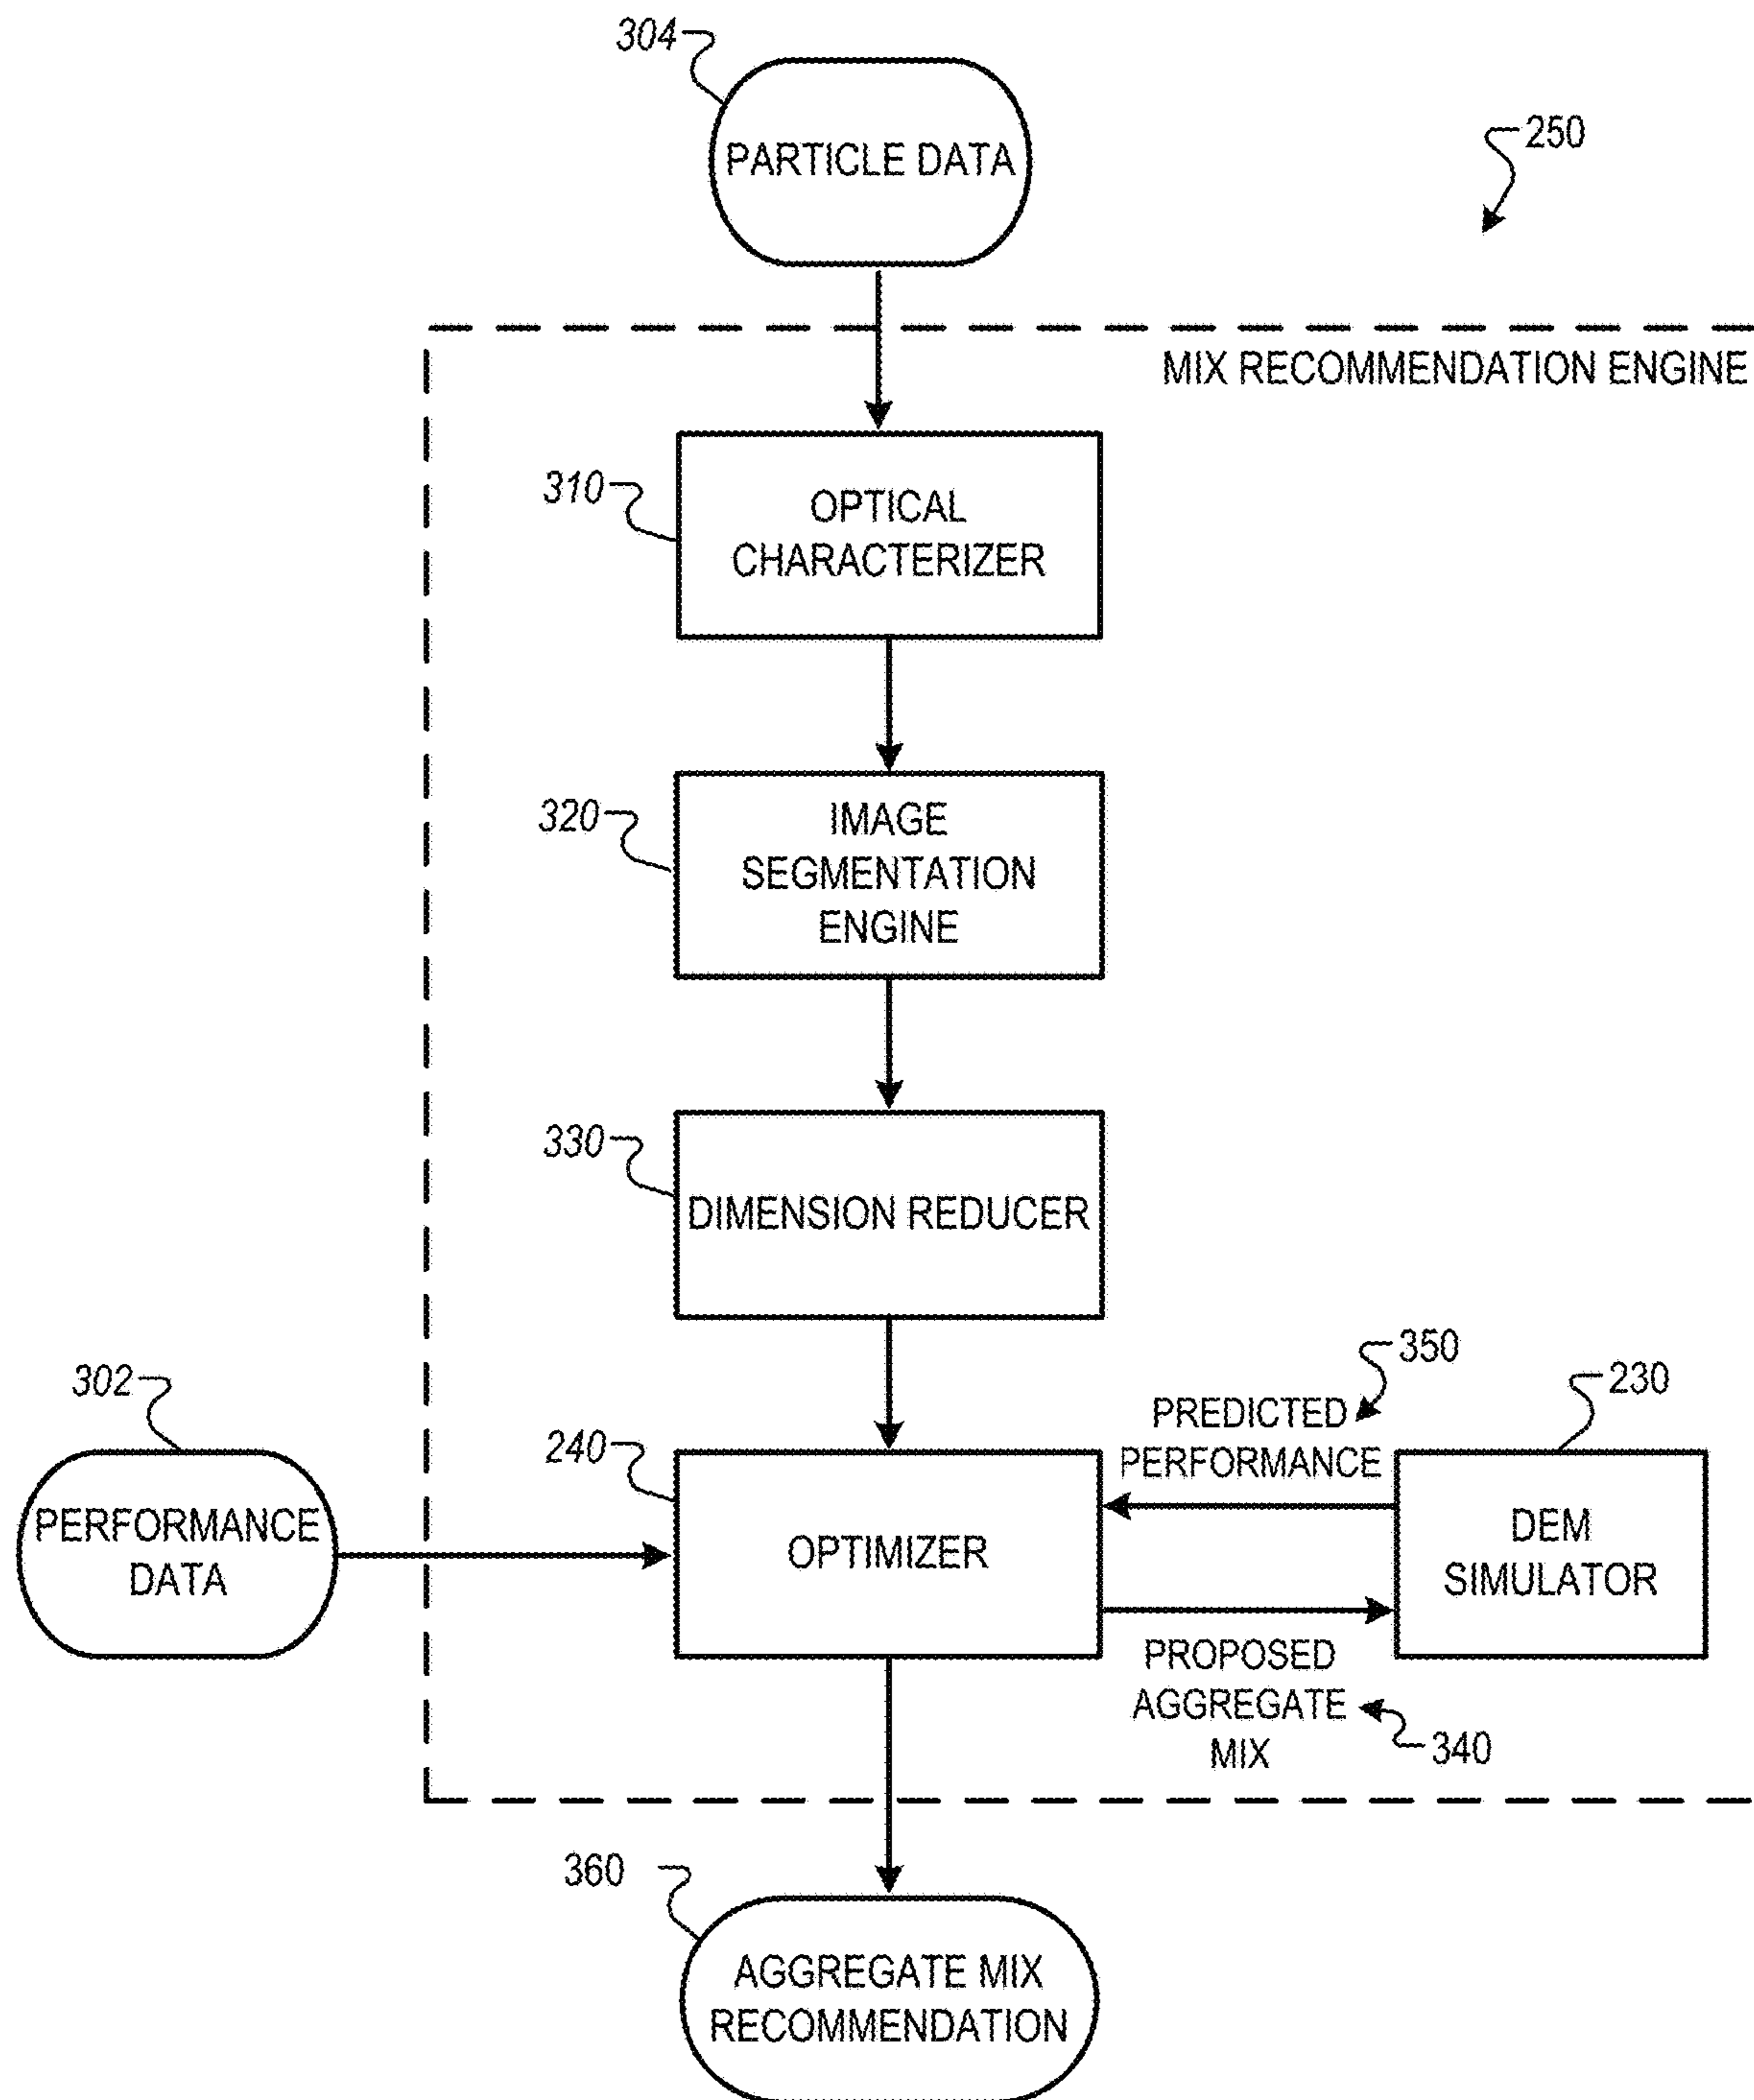 304
PARTICLE DATA
250
MIX RECOMMENDATION ENGINE
310
OPTICAL
CHARACTERIZER
320
IMAGE
SEGMENTATION
ENGINE
330
DIMENSION REDUCER
302
PERFORMANCE
DATA
240
OPTIMIZER
350
PREDICTED
PERFORMANCE
230
DEM
SIMULATOR
PROPOSED
AGGREGATE
MIX
340
360
AGGREGATE MIX
RECOMMENDATION